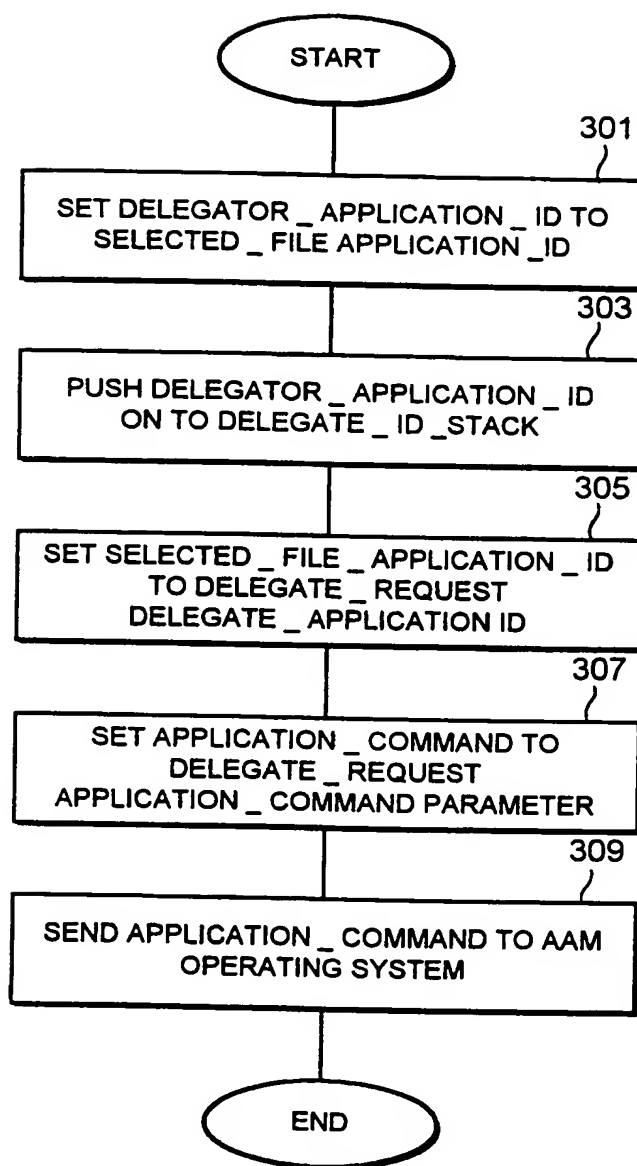 START
301
SET DELEGATOR _ APPLICATION _ ID TO
SELECTED _ FILE APPLICATION _ID
303
PUSH DELEGATOR _ APPLICATION _ ID
ON TO DELEGATE _ ID _STACK
305
SET SELECTED _ FILE _ APPLICATION _ ID
TO DELEGATE _ REQUEST
DELEGATE _ APPLICATION ID
307
SET APPLICATION _ COMMAND TO
DELEGATE _ REQUEST
APPLICATION _ COMMAND PARAMETER
309
SEND APPLICATION _ COMMAND TO AAM
OPERATING SYSTEM
END